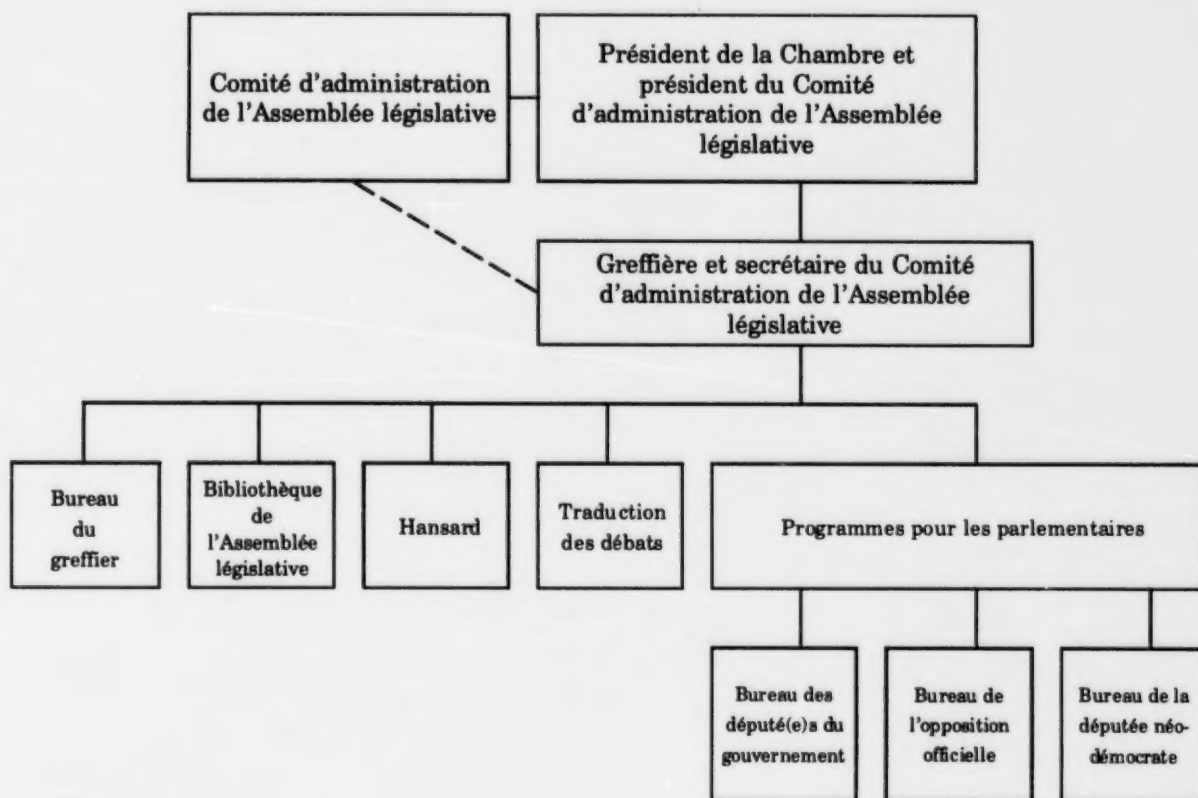 Comité d'administration
de l'Assemblée législative
Président de la Chambre et
président du Comité
d'administration de l'Assemblée
législative
Greffière et secrétaire du Comité
d'administration de l'Assemblée
législative
Bureau
du
greffier
Bibliothèque
de
l'Assemblée
législative
Hansard
Traduction
des débats
Programmes pour les parlementaires
Bureau des
député(e)s du
gouvernement
Bureau de
l'opposition
officielle
Bureau de la
députée néo-
démocrate